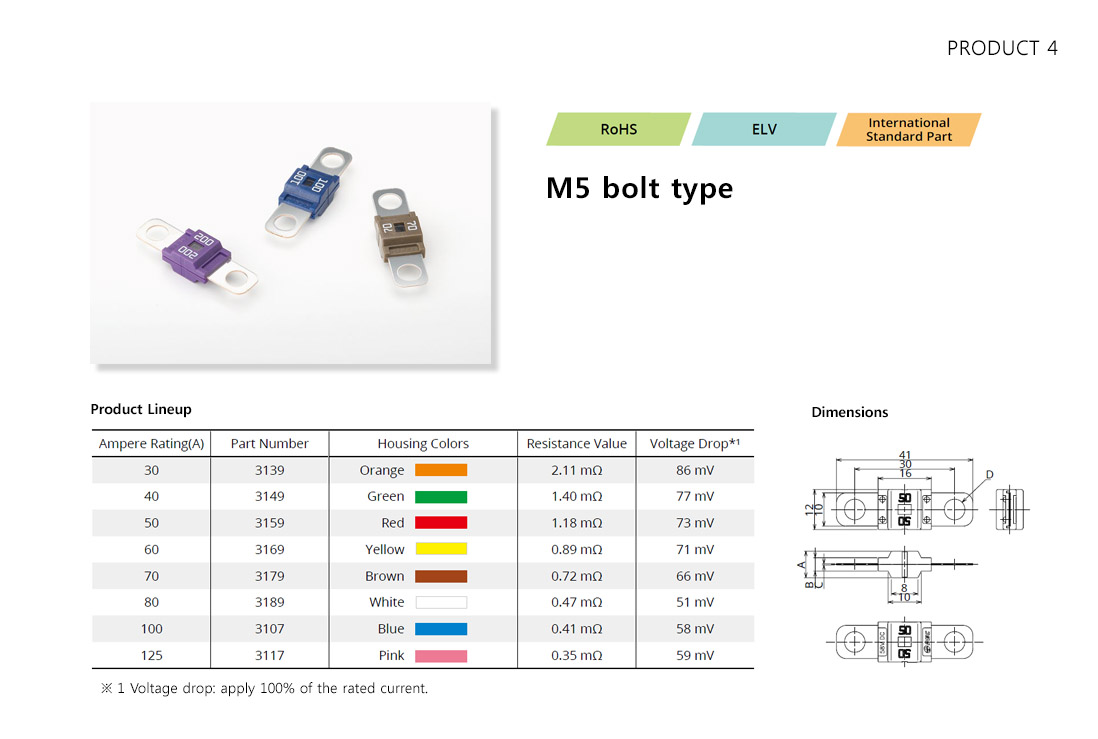 PRODUCT 4
RoHS
ELV
International
Standard Part
M5 bolt type
100
100
70
70
200
200
Product Lineup
Ampere Rating(A) Part Number Housing Colors Resistance Value Voltage Drop*1
30 3139 Orange 2.11 mΩ 86 mV
40 3149 Green 1.40 mΩ 77 mV
50 3159 Red 1.18 mΩ 73 mV
60 3169 Yellow 0.89 mΩ 71 mV
70 3179 Brown 0.72 mΩ 66 mV
80 3189 White 0.47 mΩ 51 mV
100 3107 Blue 0.41 mΩ 58 mV
125 3117 Pink 0.35 mΩ 59 mV
※ 1 Voltage drop: apply 100% of the rated current.
Dimensions
41
30
16
D
12
10
50
50
A
B
C
8
10
50
50